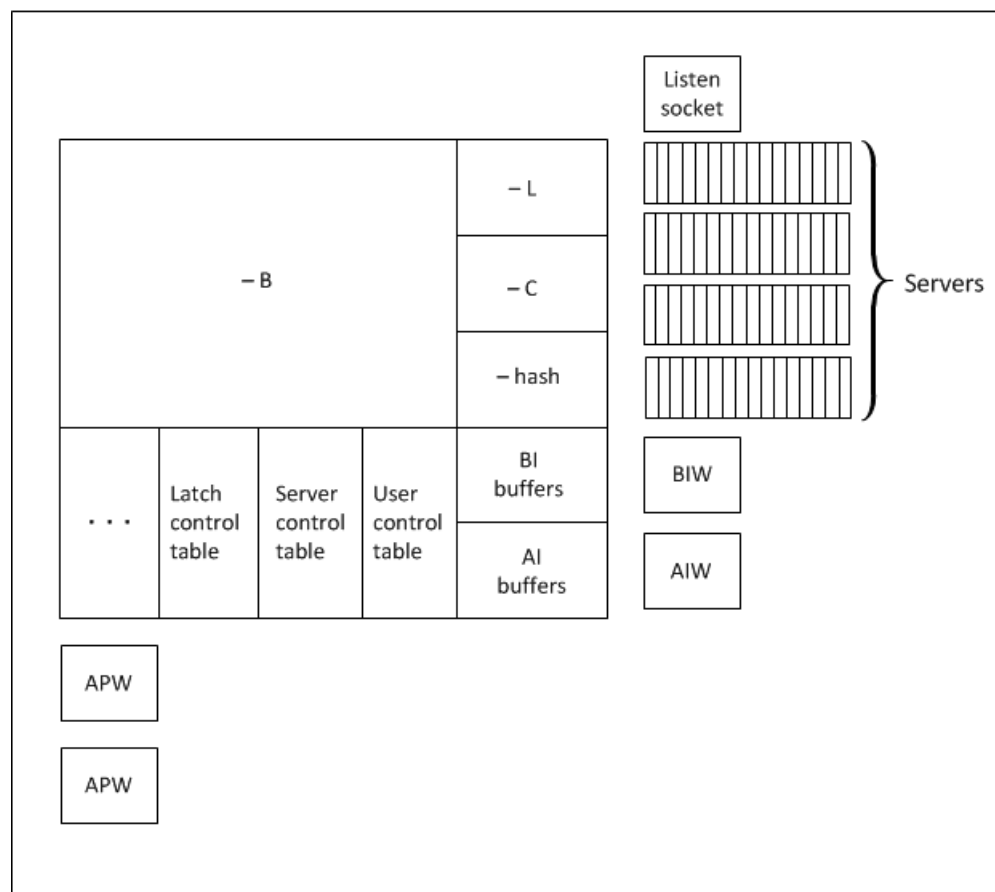 Listen
socket
– L
– B
– C
Servers
– hash
BI
buffers
BIW
. . .
Latch
control
table
Server
control
table
User
control
table
AI
buffers
AIW
APW
APW